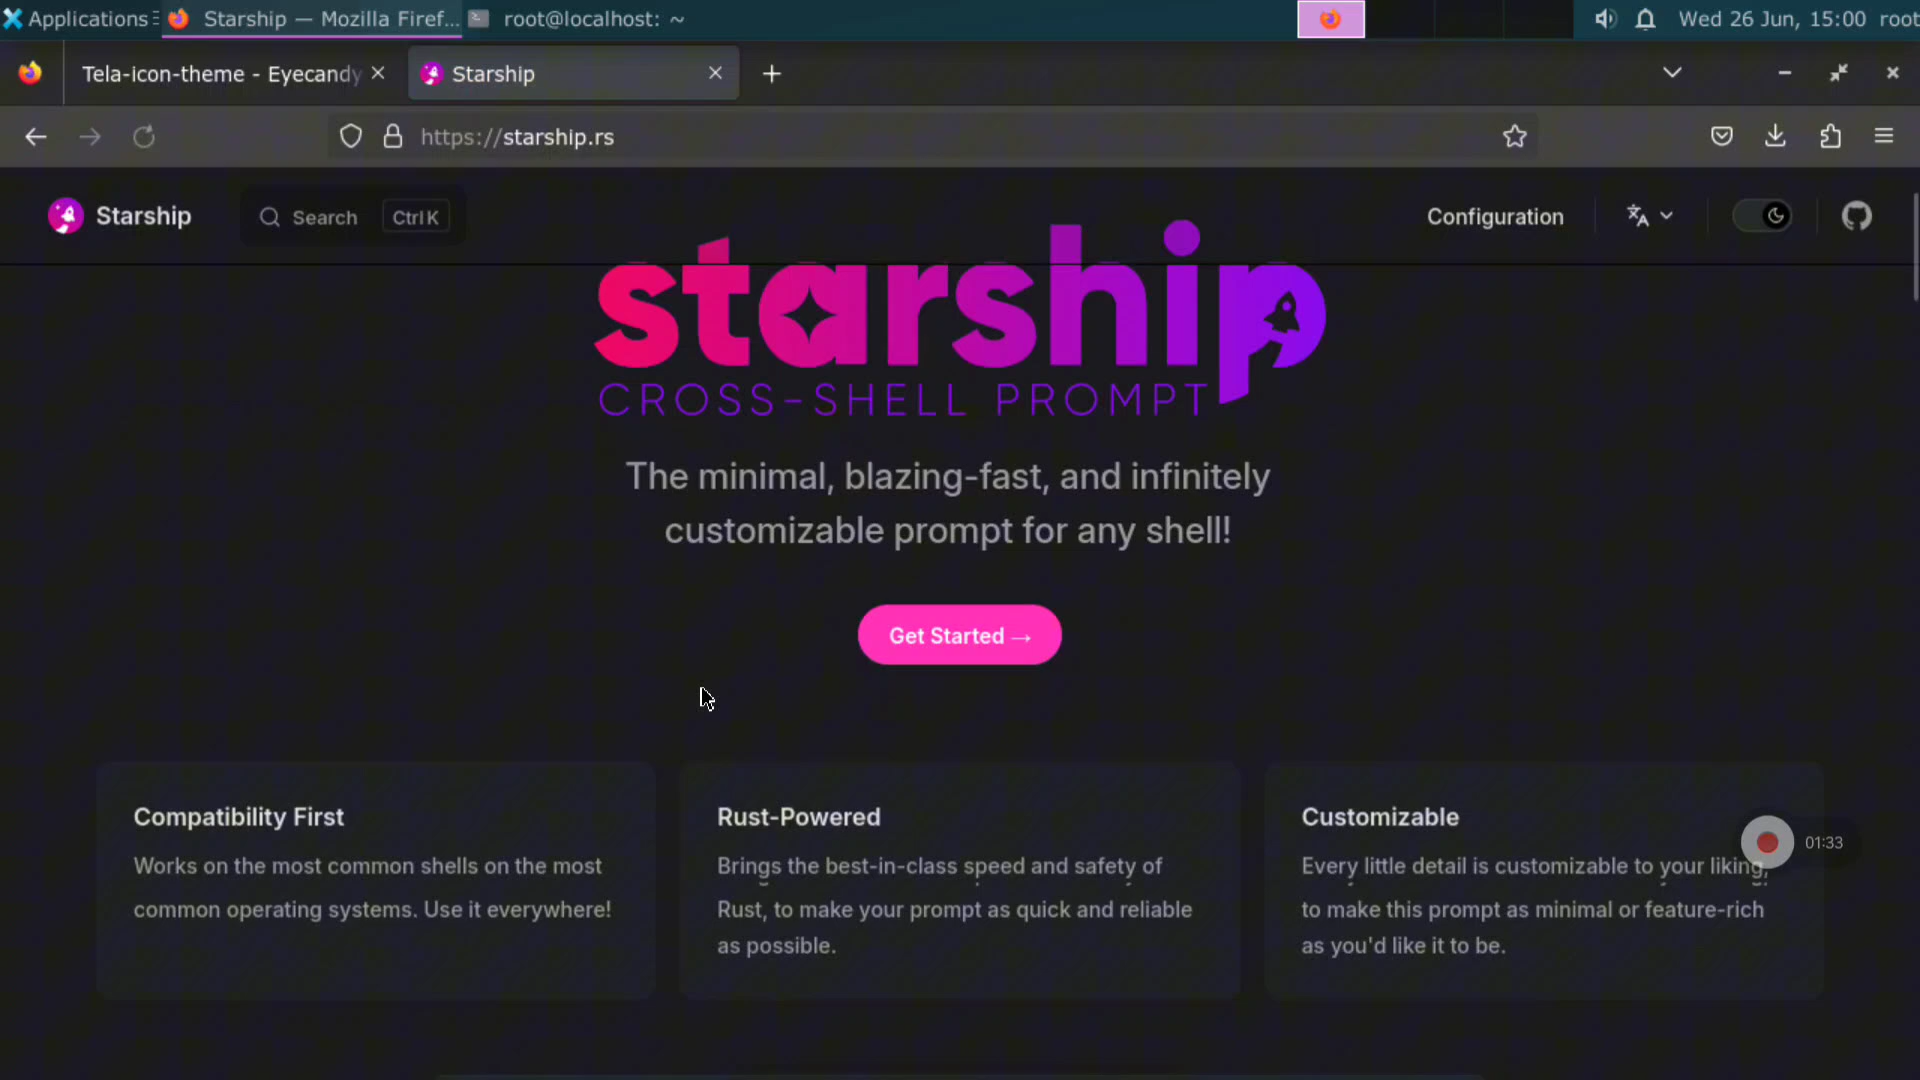 Applications
Starship — Mozilla Firef...
root@localhost: ~
Wed 26 Jun, 15:00 root
Tela-icon-theme - Eyecandy
Starship
https://starship.rs
Starship
Search
Ctrl K
Configuration
starship
CROSS-SHELL PROMPT
The minimal, blazing-fast, and infinitely
customizable prompt for any shell!
Get Started →
Compatibility First
Works on the most common shells on the most
common operating systems. Use it everywhere!
Rust-Powered
Brings the best-in-class speed and safety of
Rust, to make your prompt as quick and reliable
as possible.
Customizable
Every little detail is customizable to your liking,
to make this prompt as minimal or feature-rich
as you'd like it to be.
01:33